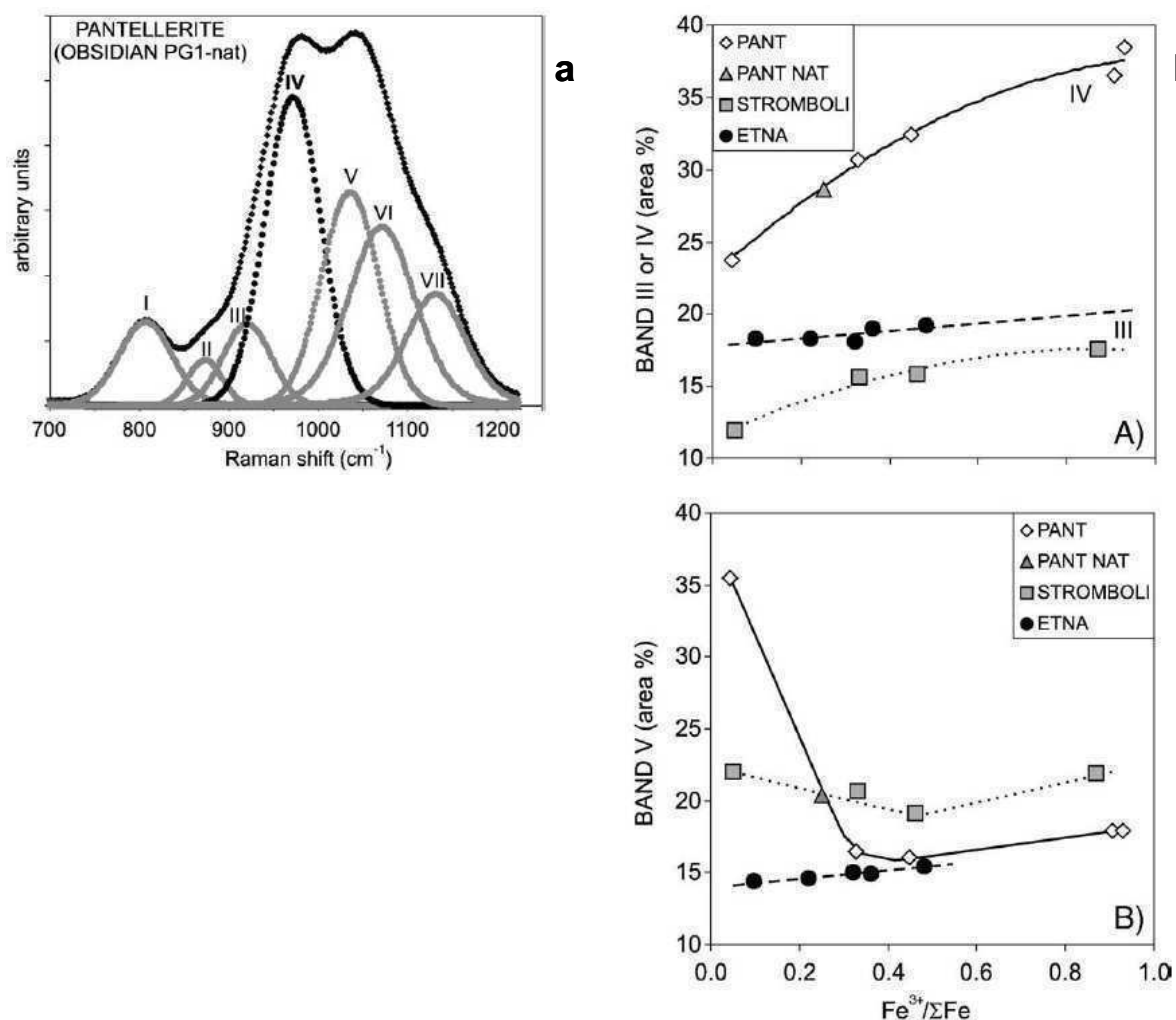 PANTELLERITE
(OBSIDIAN PG1-nat)
a
IV
V
VI
VII
I
II
III
arbitrary units
700 800 900 1000 1100 1200
Raman shift (cm⁻¹)
40
35
30
25
20
15
10
BAND III or IV (area %)
PANT
PANT NAT
STROMBOLI
ETNA
IV
III
A)
40
35
30
25
20
15
10
BAND V (area %)
PANT
PANT NAT
STROMBOLI
ETNA
B)
0.0 0.2 0.4 0.6 0.8 1.0
Fe³⁺/ΣFe